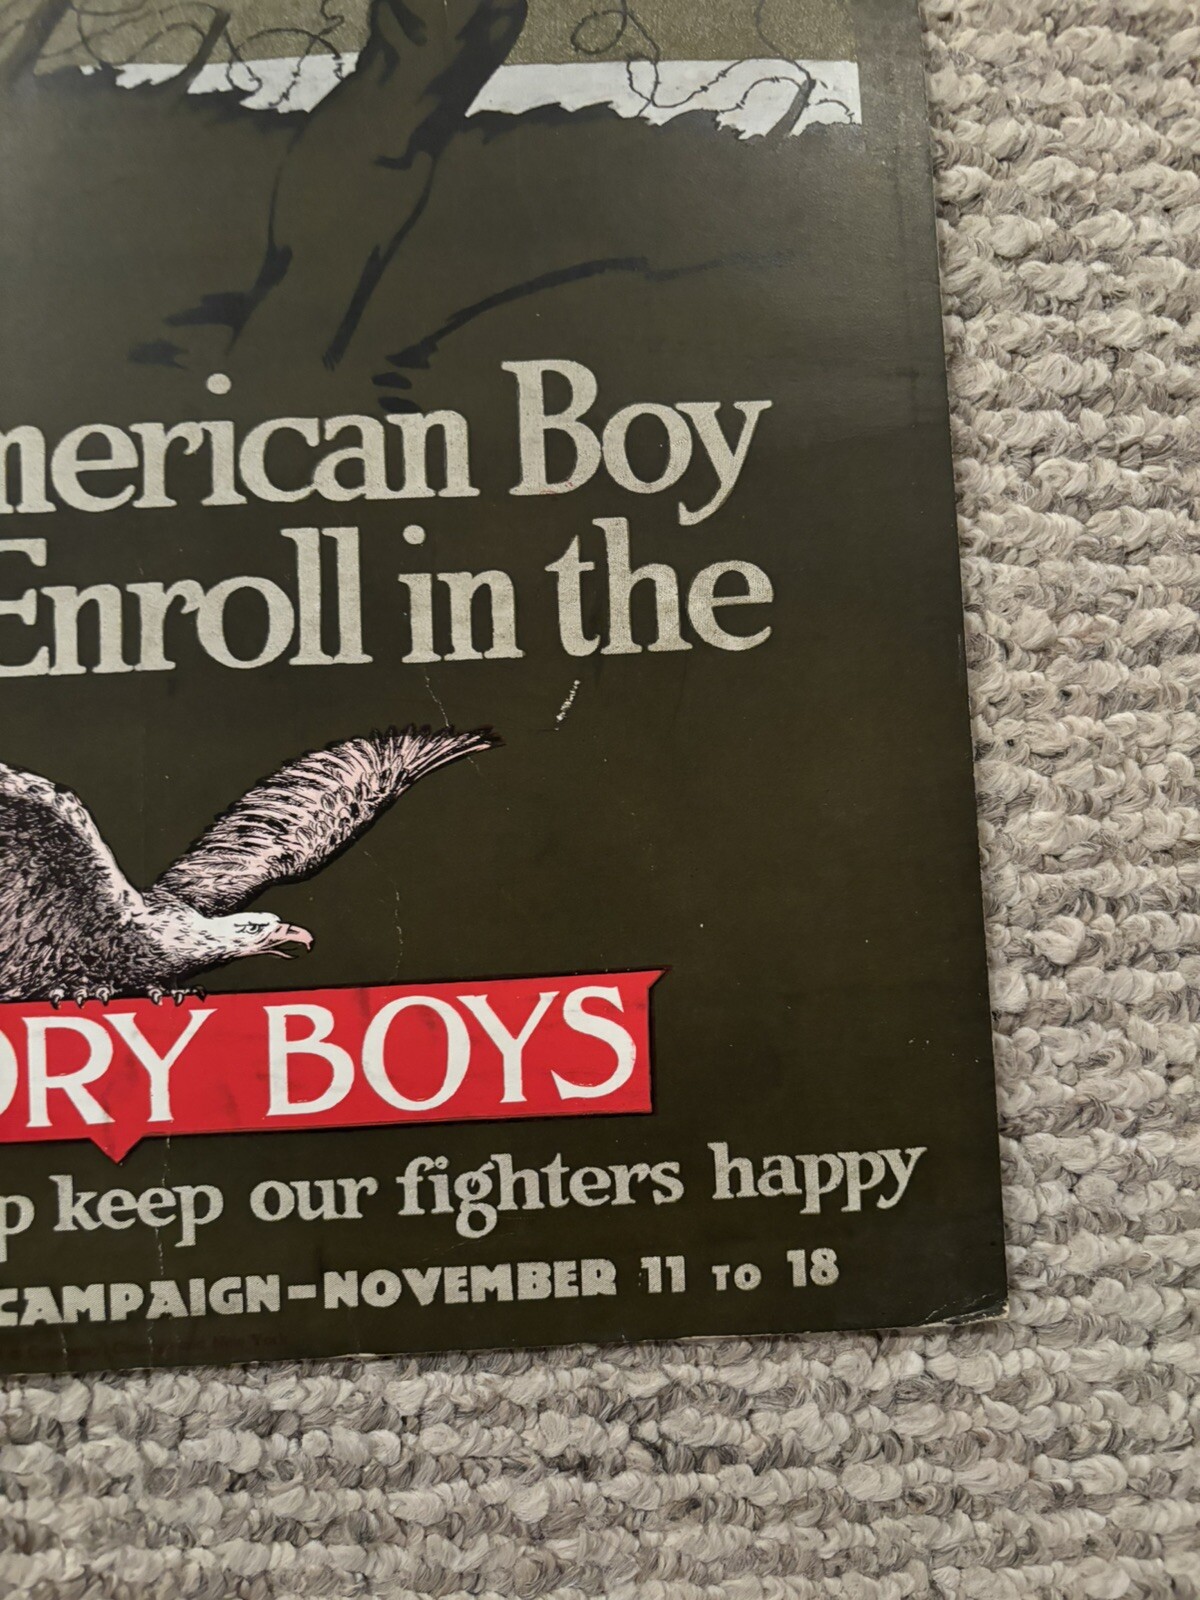 merican Boy
Enroll in the
ORY BOYS
p keep our fighters happy
CAMPAIGN-NOVEMBER 11 TO 18